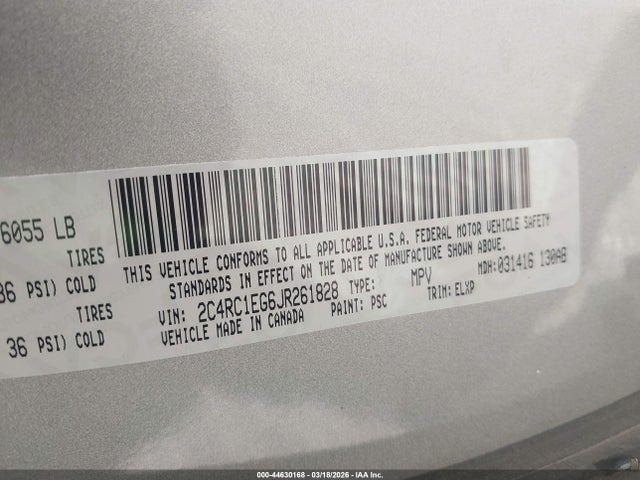 6055 LB
TIRES
36 PSI) COLD
TIRES
36 PSI) COLD
THIS VEHICLE CONFORMS TO ALL APPLICABLE U.S.A. FEDERAL MOTOR VEHICLE SAFETY
STANDARDS IN EFFECT ON THE DATE OF MANUFACTURE SHOWN ABOVE.
VIN: 2C4RC1EG6JR261828 TYPE: MPV MDH: 031416 130AB
VEHICLE MADE IN CANADA PAINT: PSC TRIM: ELXP
000-44630168 - 03/18/2026 - IAA Inc.